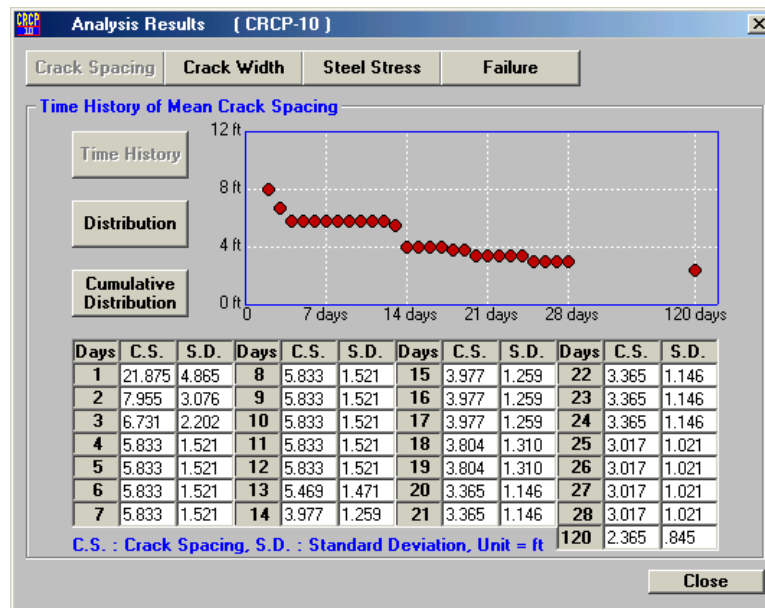 CRCP 10 Analysis Results ( CRCP-10 )
Crack Spacing Crack Width Steel Stress Failure
Time History of Mean Crack Spacing
Time History
Distribution
Cumulative
Distribution
12 ft
8 ft
4 ft
0 ft
0 7 days 14 days 21 days 28 days 120 days
Days C.S. S.D. Days C.S. S.D. Days C.S. S.D. Days C.S. S.D.
1 21.875 4.865 8 5.833 1.521 15 3.977 1.259 22 3.365 1.146
2 7.955 3.076 9 5.833 1.521 16 3.977 1.259 23 3.365 1.146
3 6.731 2.202 10 5.833 1.521 17 3.977 1.259 24 3.365 1.146
4 5.833 1.521 11 5.833 1.521 18 3.804 1.310 25 3.017 1.021
5 5.833 1.521 12 5.833 1.521 19 3.804 1.310 26 3.017 1.021
6 5.833 1.521 13 5.469 1.471 20 3.365 1.146 27 3.017 1.021
7 5.833 1.521 14 3.977 1.259 21 3.365 1.146 28 3.017 1.021
120 2.365 .845
C.S. : Crack Spacing, S.D. : Standard Deviation, Unit = ft
Close